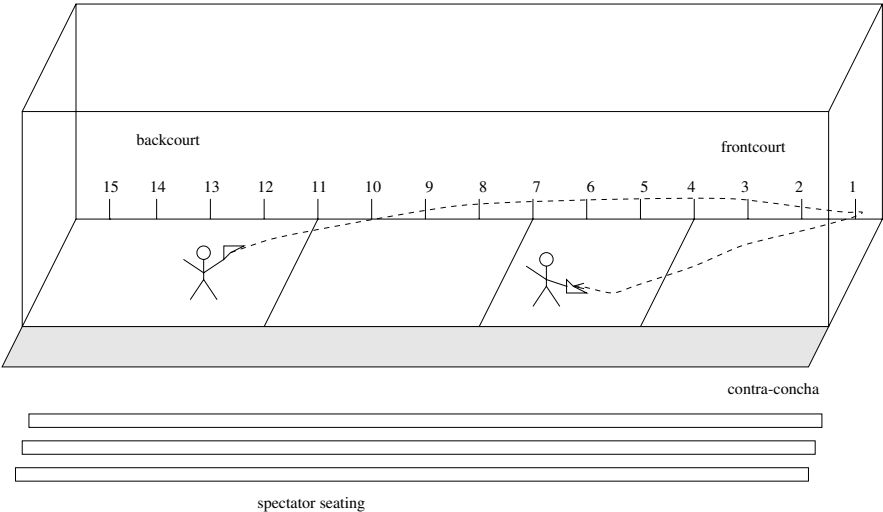 backcourt
frontcourt
15 14 13 12 11 10 9 8 7 6 5 4 3 2 1
contra-concha
spectator seating